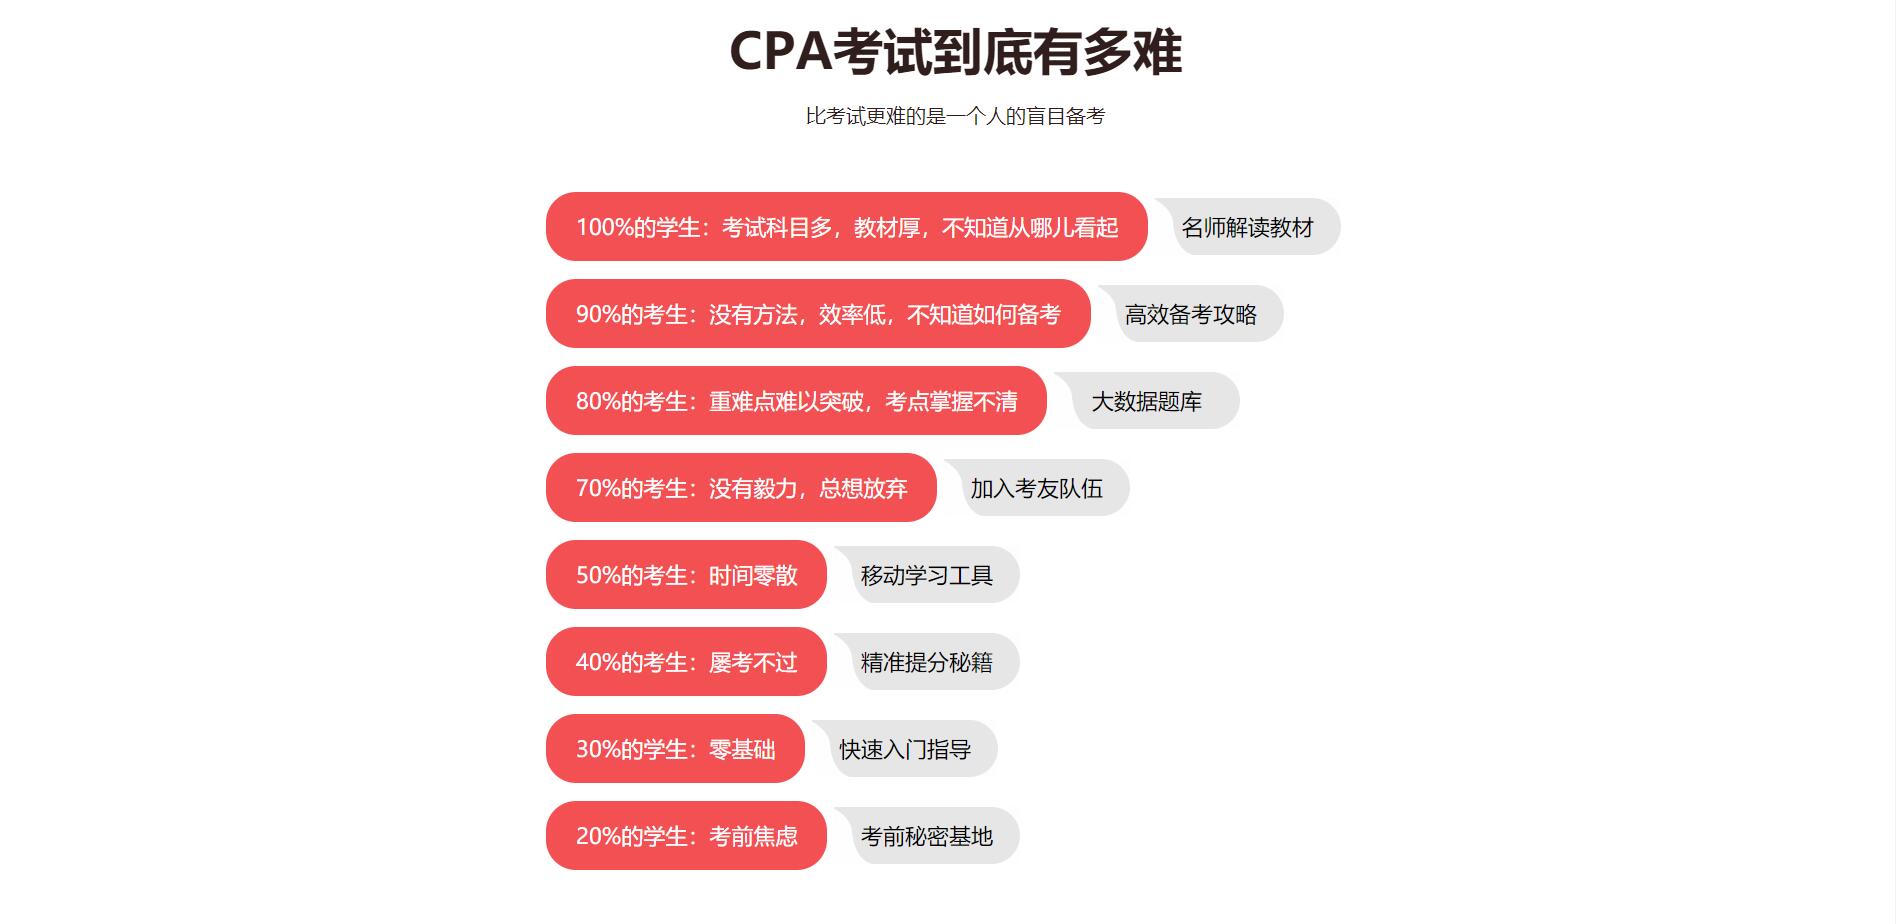 CPA考试到底有多难
比考试更难的是一个人的盲目备考
100%的学生：考试科目多，教材厚，不知道从哪儿看起
名师解读教材
90%的考生：没有方法，效率低，不知道如何备考
高效备考攻略
80%的考生：重难点难以突破，考点掌握不清
大数据题库
70%的考生：没有毅力，总想放弃
加入考友队伍
50%的考生：时间零散
移动学习工具
40%的考生：屡考不过
精准提分秘籍
30%的学生：零基础
快速入门指导
20%的学生：考前焦虑
考前秘密基地